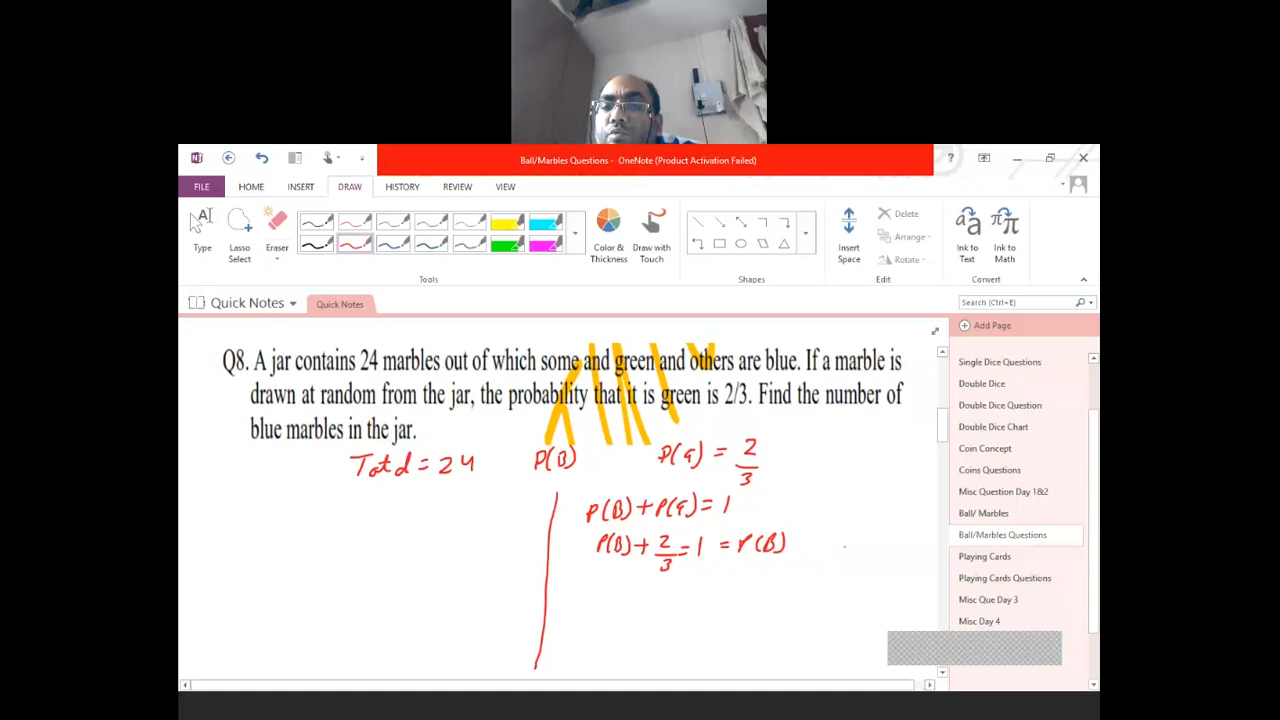 Ball/Marbles Questions - OneNote (Product Activation Failed)
?
FILE
HOME
INSERT
DRAW
HISTORY
REVIEW
VIEW
Type
Lasso Select
Eraser
Color & Thickness
Draw with Touch
Insert Space
Delete
Arrange
Rotate
Ink to Text
Ink to Math
Tools
Shapes
Edit
Convert
Quick Notes
Quick Notes
Search (Ctrl+E)
Add Page
Q8. A jar contains 24 marbles out of which some and green and others are blue. If a marble is
drawn at random from the jar, the probability that it is green is 2/3. Find the number of
blue marbles in the jar.
Total = 24
P(B)
P(G) = 2/3
P(B) + P(G) = 1
P(B) + 2/3 = 1 = P(B)
Single Dice Questions
Double Dice
Double Dice Question
Double Dice Chart
Coin Concept
Coins Questions
Misc Question Day 1&2
Ball/ Marbles
Ball/Marbles Questions
Playing Cards
Playing Cards Questions
Misc Que Day 3
Misc Day 4